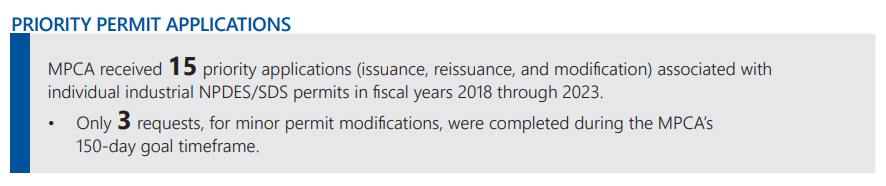 PRIORITY PERMIT APPLICATIONS
MPCA received 15 priority applications (issuance, reissuance, and modification) associated with
individual industrial NPDES/SDS permits in fiscal years 2018 through 2023.
• Only 3 requests, for minor permit modifications, were completed during the MPCA’s
150-day goal timeframe.